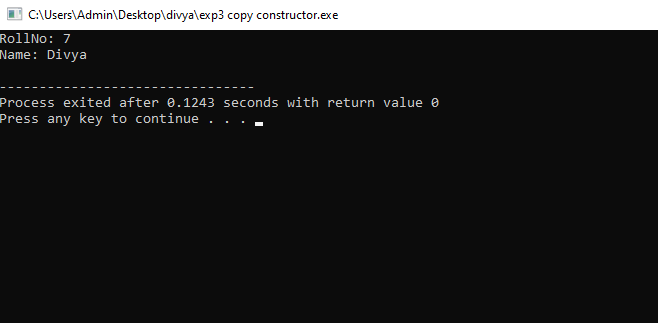 C:\Users\Admin\Desktop\divya\exp3 copy constructor.exe
RollNo: 7
Name: Divya
--------------------------------
Process exited after 0.1243 seconds with return value 0
Press any key to continue . . .